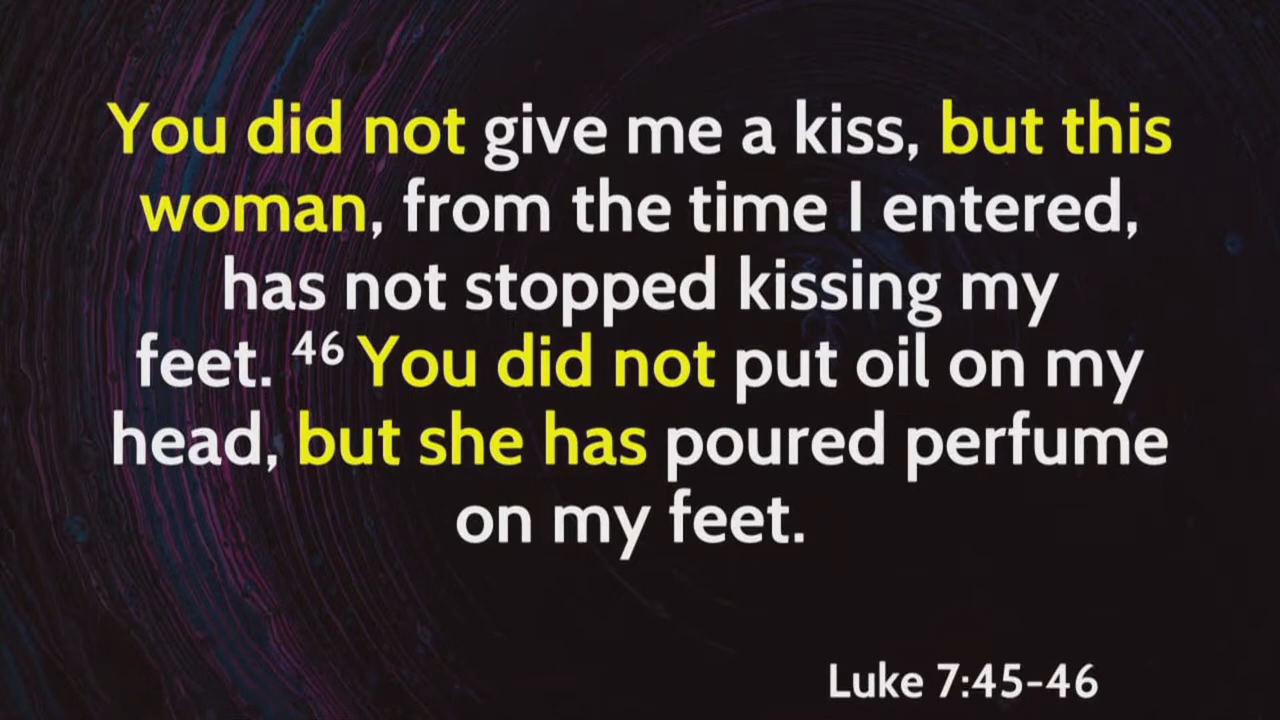 You did not give me a kiss, but this
woman, from the time I entered,
has not stopped kissing my
feet. ⁴⁶ You did not put oil on my
head, but she has poured perfume
on my feet.
Luke 7:45-46